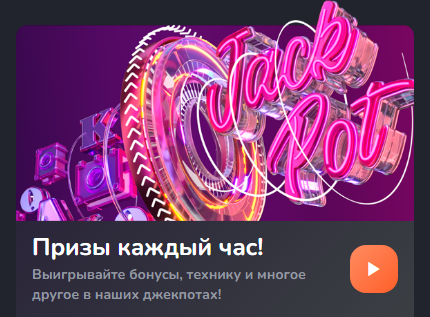 Jack
Pot
Призы каждый час!
Выигрывайте бонусы, технику и многое
другое в наших джекпотах!